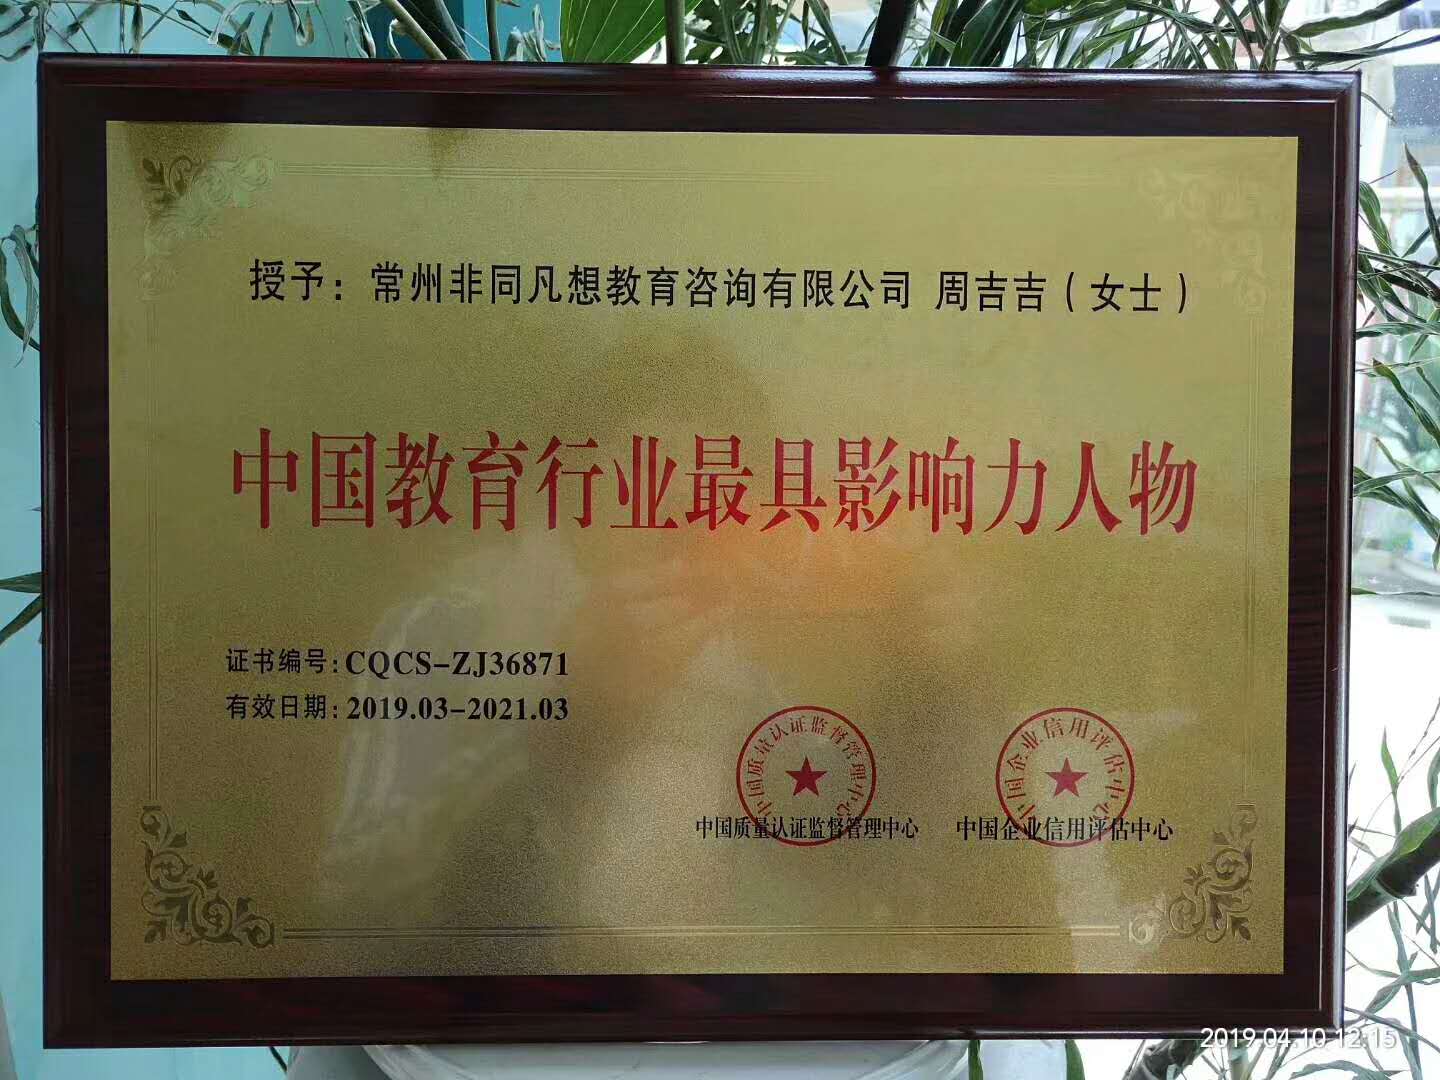 授予：常州非同凡想教育咨询有限公司 周吉吉（女士）
中国教育行业最具影响力人物
证书编号:CQCS-ZJ36871
有效日期:2019.03-2021.03
中国质量认证监督管理中心
中国企业信用评估中心
中国质量认证监督管理中心
中国企业信用评估中心
2019.04.10 12:15